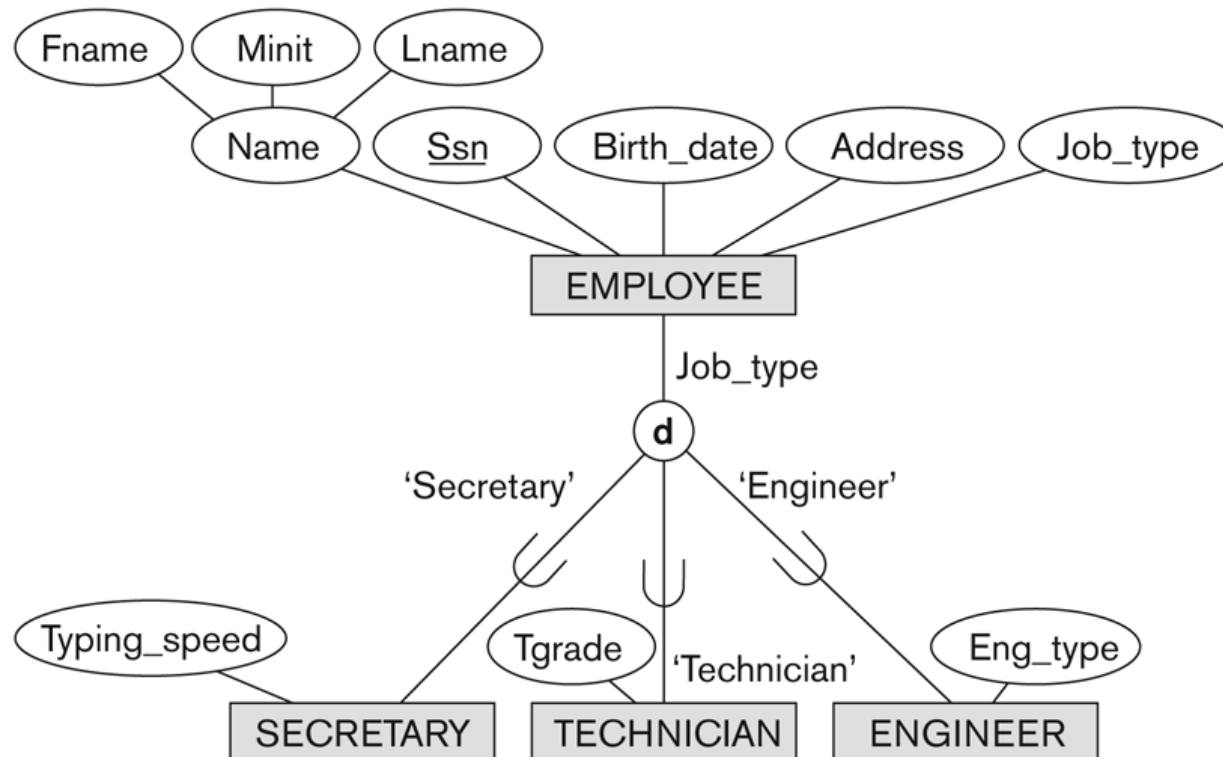 Fname Minit Lname
Name Ssn Birth_date Address Job_type
EMPLOYEE
Job_type
d
‘Secretary’ ‘Engineer’
Typing_speed Tgrade Eng_type
‘Technician’
SECRETARY TECHNICIAN ENGINEER